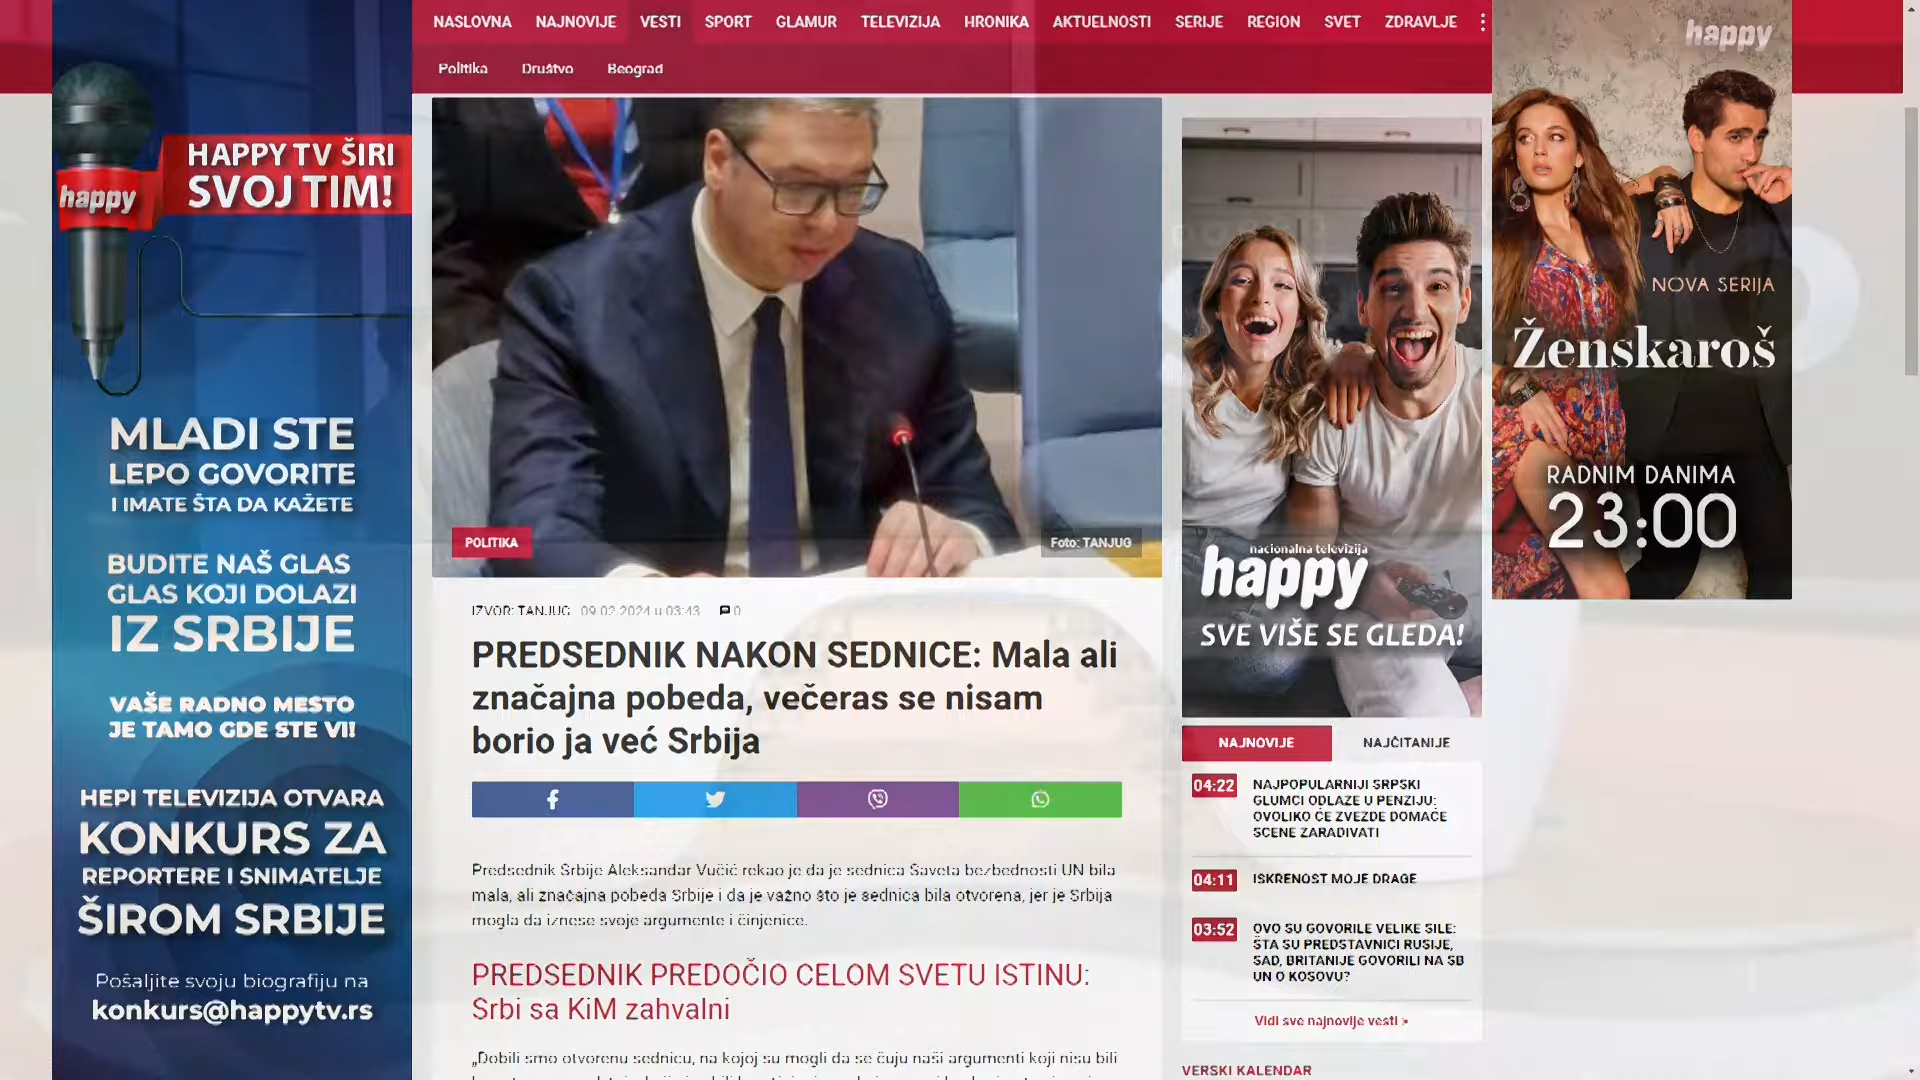 NASLOVNA NAJNOVIJE VESTI SPORT GLAMUR TELEVIZIJA HRONIKA AKTUELNOSTI SERIJE REGION SVET ZDRAVLJE
Politika Društvo Beograd
happy
HAPPY TV ŠIRI
SVOJ TIM!
MLADI STE
LEPO GOVORITE
I IMATE ŠTA DA KAŽETE
BUDITE NAŠ GLAS
GLAS KOJI DOLAZI
IZ SRBIJE
VAŠE RADNO MESTO
JE TAMO GDE STE VI!
HEPI TELEVIZIJA OTVARA
KONKURS ZA
REPORTERE I SNIMATELJE
ŠIROM SRBIJE
Pošaljite svoju biografiju na
konkurs@happytv.rs
POLITIKA
Foto: TANJUG
IZVOR: TANJUG 09.02.2024 u 03:43 0
PREDSEDNIK NAKON SEDNICE: Mala ali
značajna pobeda, večeras se nisam
borio ja već Srbija
Predsednik Srbije Aleksandar Vučić rekao je da je sednica Saveta bezbednosti UN bila
mala, ali značajna pobeda Srbije i da je važno što je sednica bila otvorena, jer je Srbija
mogla da iznese svoje argumente i činjenice.
PREDSEDNIK PREDOČIO CELOM SVETU ISTINU:
Srbi sa KiM zahvalni
„Dobili smo otvorenu sednicu, na kojoj su mogli da se čuju naši argumenti koji nisu bili
nacionalna televizija
happy
SVE VIŠE SE GLEDA!
NAJNOVIJE NAJČITANIJE
04:22 NAJPOPULARNIJI SRPSKI
GLUMCI ODLAZE U PENZIJU:
OVOLIKO ĆE ZVEZDE DOMAĆE
SCENE ZARAĐIVATI
04:11 ISKRENOST MOJE DRAGE
03:52 OVO SU GOVORILE VELIKE SILE:
ŠTA SU PREDSTAVNICI RUSIJE,
SAD, BRITANIJE GOVORILI NA SB
UN O KOSOVU?
Vidi sve najnovije vesti
VERSKI KALENDAR
happy
NOVA SERIJA
Ženskaroš
RADNIM DANIMA
23:00